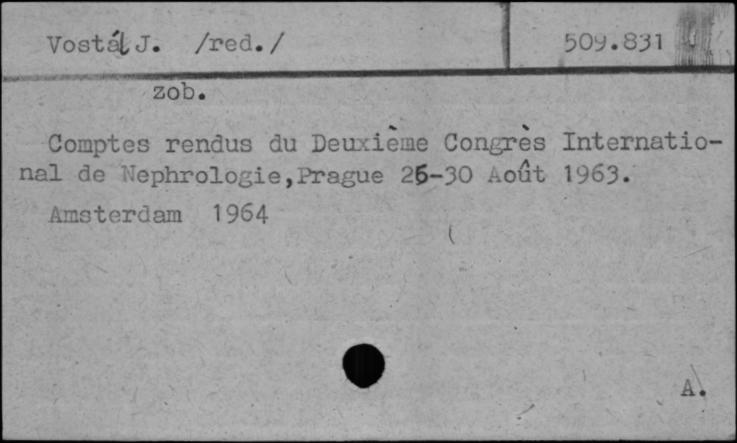 Vostál J. /red./ 509.831
zob.
Comptes rendus du Deuxième Congrès Internatio-
nal de Nephrologie,Prague 26-30 Août 1963.
Amsterdam 1964
A.